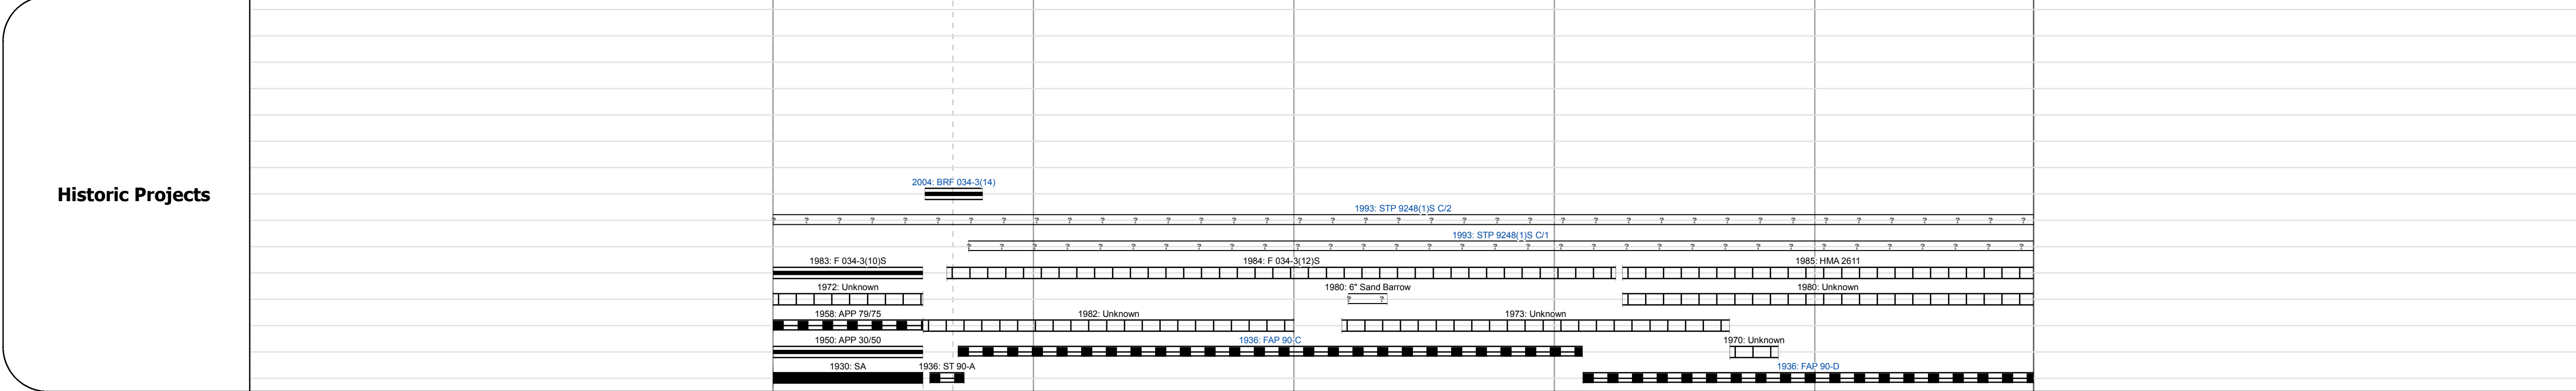 Historic Projects
2004: BRF 034-3(14)
1993: STP 9248(1)S C/2
1993: STP 9248(1)S C/1
1983: F 034-3(10)S
1984: F 034-3(12)S
1985: HMA 2611
1972: Unknown
1980: 6" Sand Barrow
1980: Unknown
1958: APP 79/75
1982: Unknown
1973: Unknown
1950: APP 30/50
1936: FAP 90-C
1970: Unknown
1930: SA
1936: ST 90-A
1936: FAP 90-D